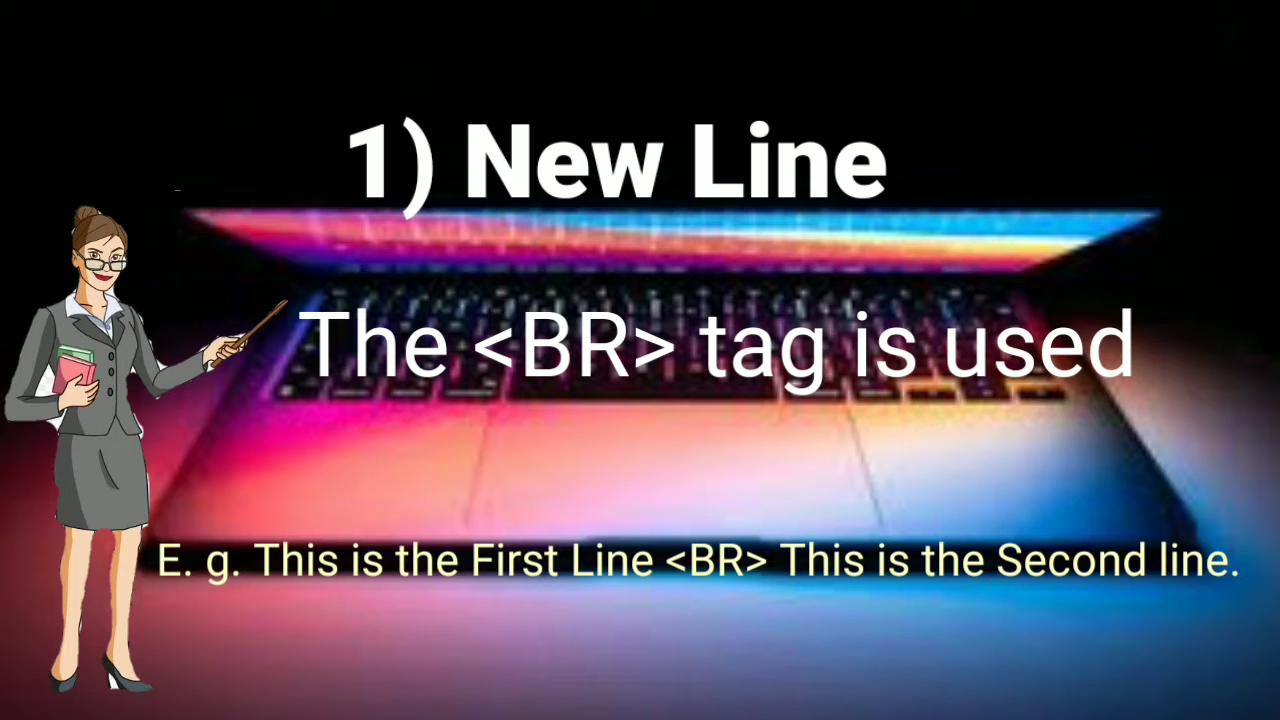 1) New Line
The <BR> tag is used
E. g. This is the First Line <BR> This is the Second line.